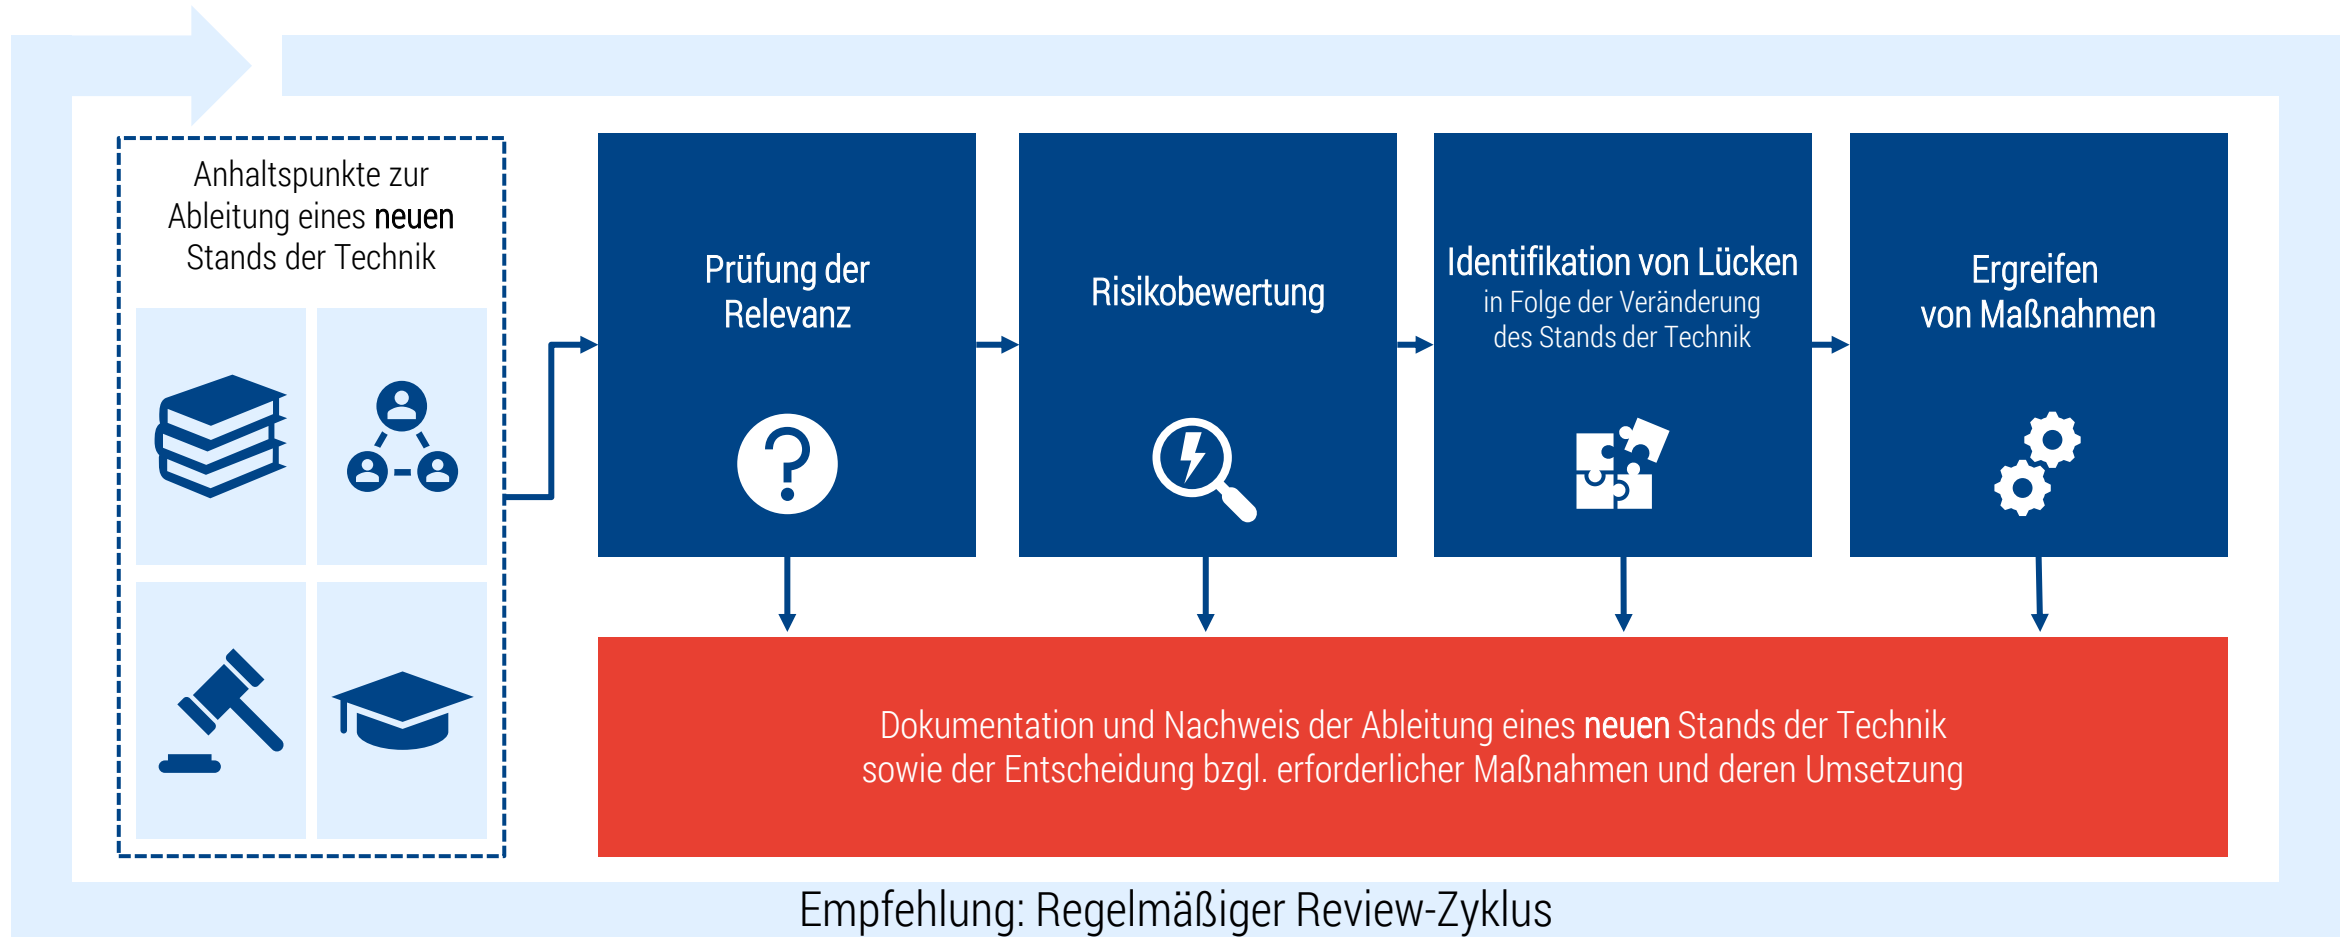 Anhaltspunkte zur
Ableitung eines neuen
Stands der Technik
Prüfung der
Relevanz
Risikobewertung
Identifikation von Lücken
in Folge der Veränderung
des Stands der Technik
Ergreifen
von Maßnahmen
Dokumentation und Nachweis der Ableitung eines neuen Stands der Technik
sowie der Entscheidung bzgl. erforderlicher Maßnahmen und deren Umsetzung
Empfehlung: Regelmäßiger Review-Zyklus